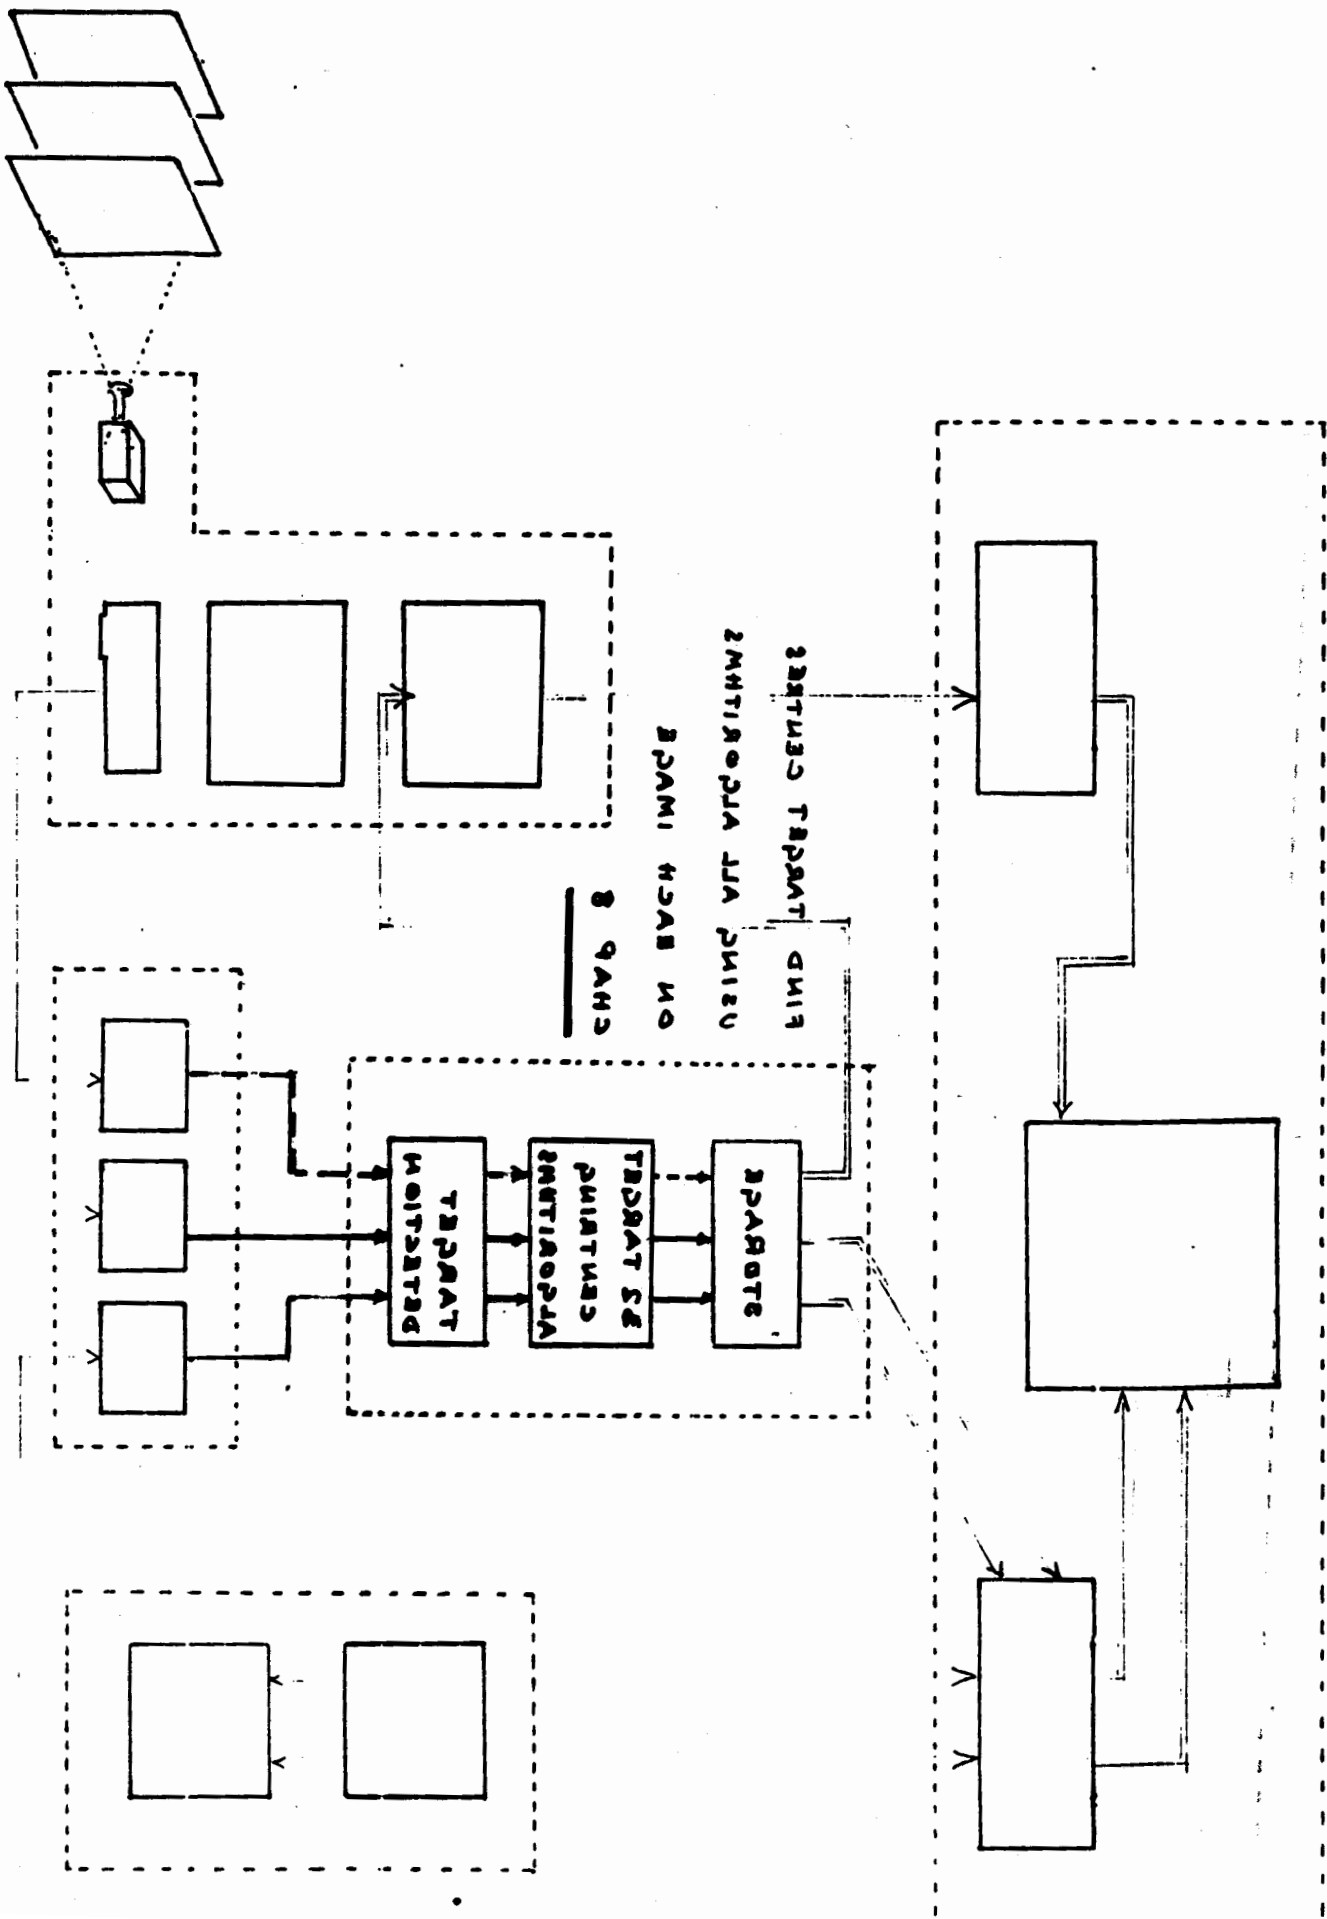 FIND TARGET CENTRES
USING ALL ALGORITHMS
ON EACH IMAGE
CHAP 8
TARGET
DETECTION
TARGET
CENTRING
ALGORITHMS
STORAGE